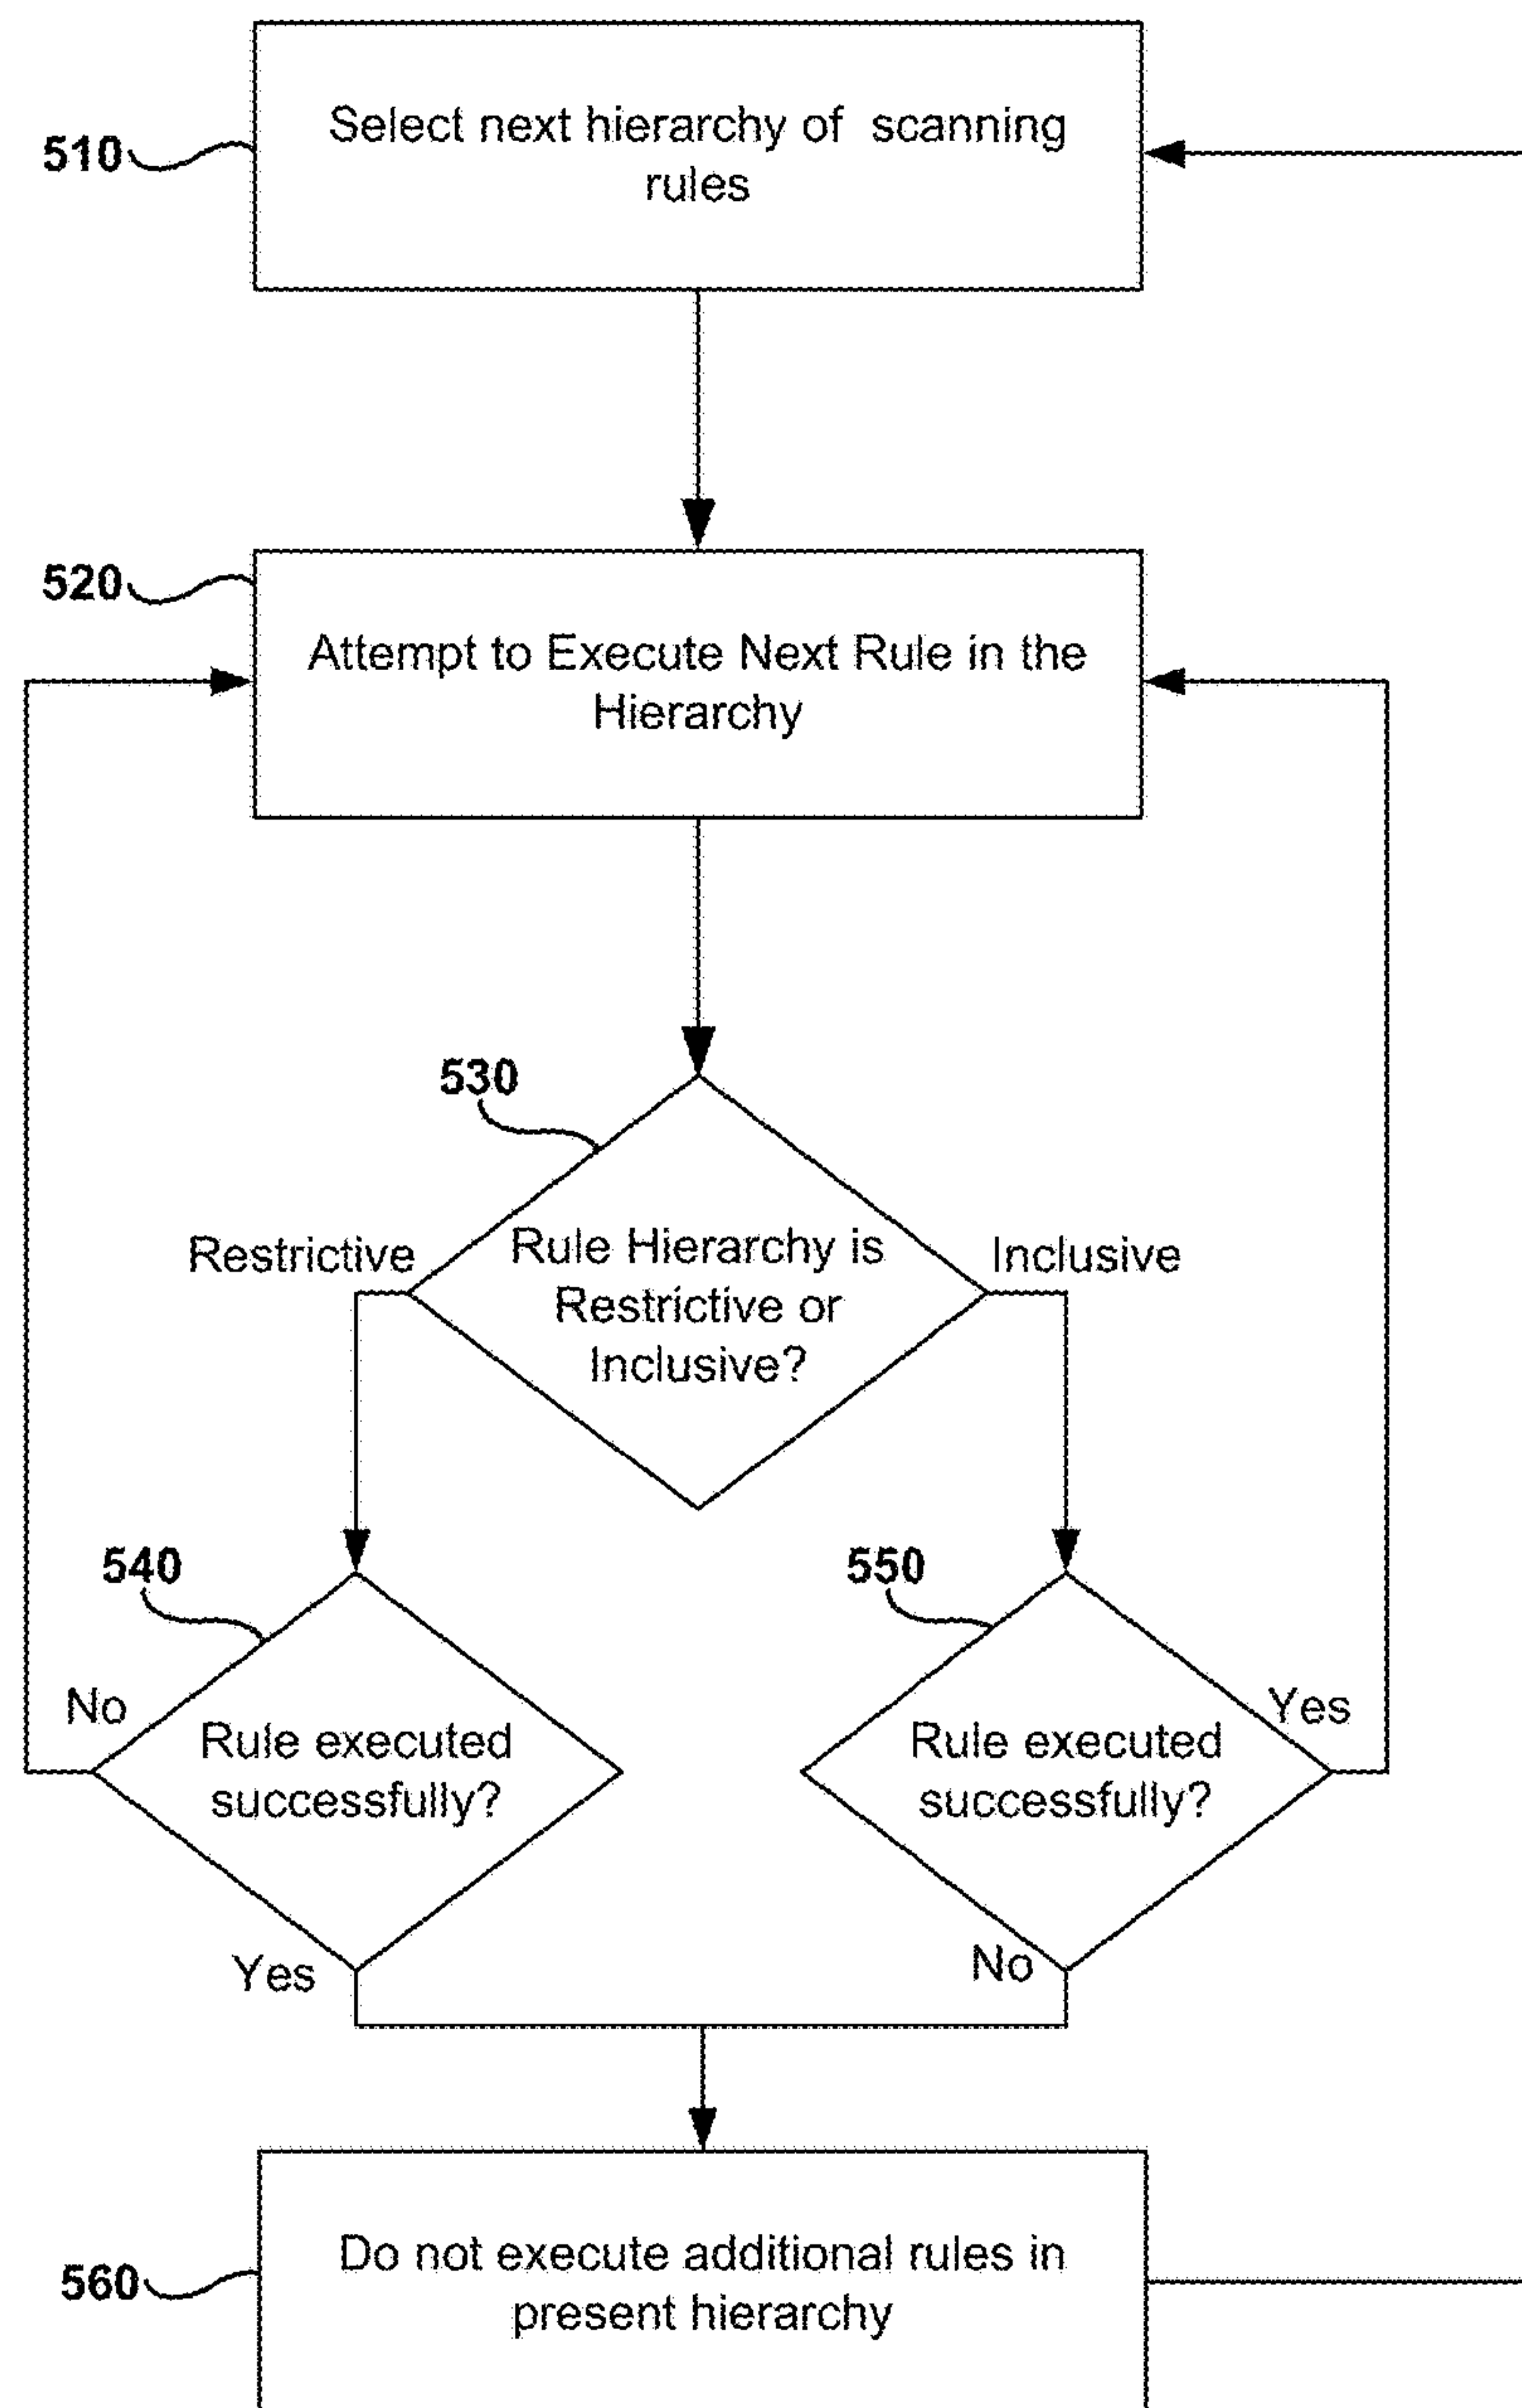 510
Select next hierarchy of scanning
rules
520
Attempt to Execute Next Rule in the
Hierarchy
530
Restrictive
Rule Hierarchy is
Restrictive or
Inclusive?
Inclusive
540
550
No
Rule executed
successfully?
Yes
Rule executed
successfully?
Yes
No
560
Do not execute additional rules in
present hierarchy